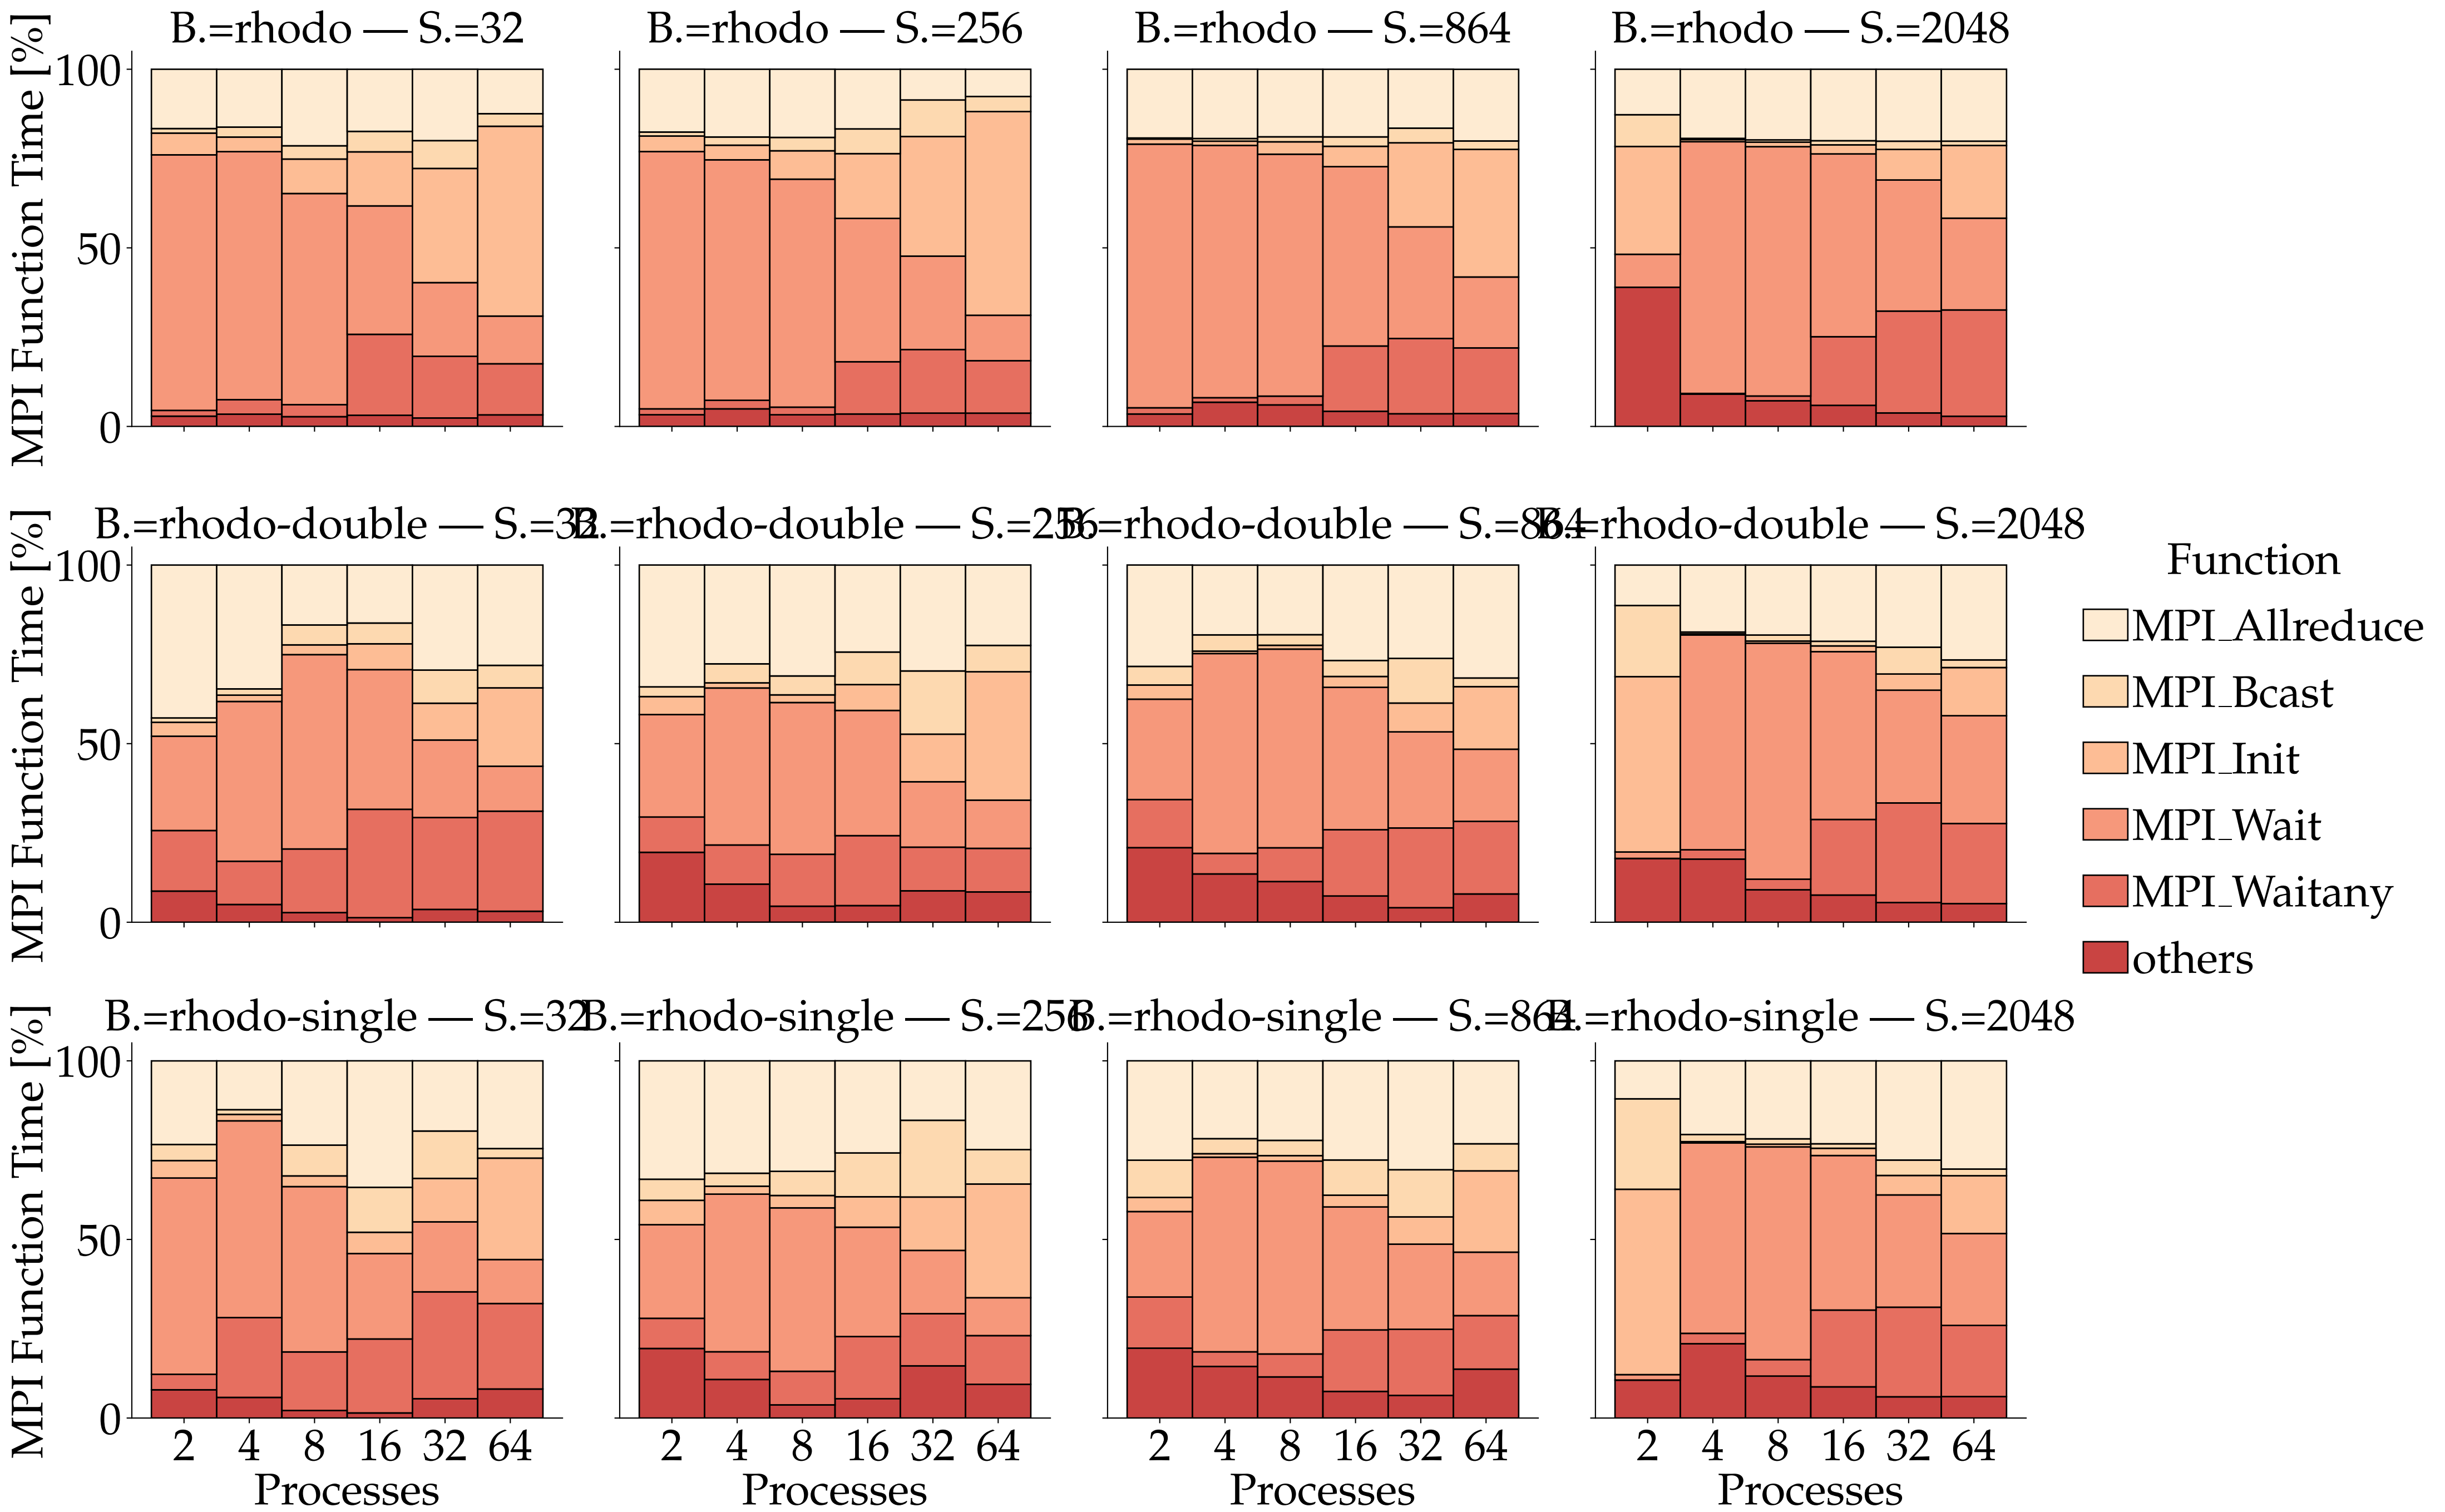 B.=rhodo — S.=32
B.=rhodo — S.=256
B.=rhodo — S.=864
B.=rhodo — S.=2048
MPI Function Time [%]
100
50
0
B.=rhodo-double — S.=32
B.=rhodo-double — S.=256
B.=rhodo-double — S.=864
B.=rhodo-double — S.=2048
MPI Function Time [%]
100
50
0
Function
MPI_Allreduce
MPI_Bcast
MPI_Init
MPI_Wait
MPI_Waitany
others
B.=rhodo-single — S.=32
B.=rhodo-single — S.=256
B.=rhodo-single — S.=864
B.=rhodo-single — S.=2048
MPI Function Time [%]
100
50
0
2 4 8 16 32 64
2 4 8 16 32 64
2 4 8 16 32 64
2 4 8 16 32 64
Processes
Processes
Processes
Processes